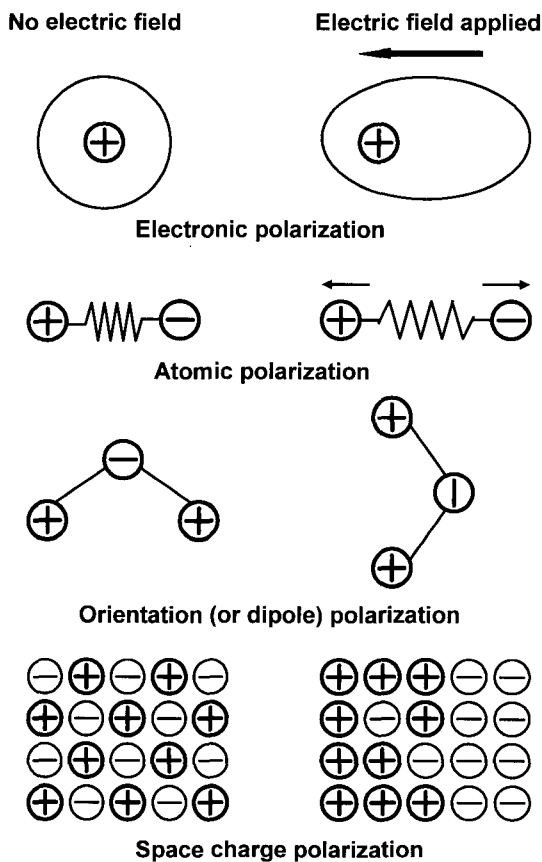 No electric field
Electric field applied
Electronic polarization
Atomic polarization
Orientation (or dipole) polarization
Space charge polarization